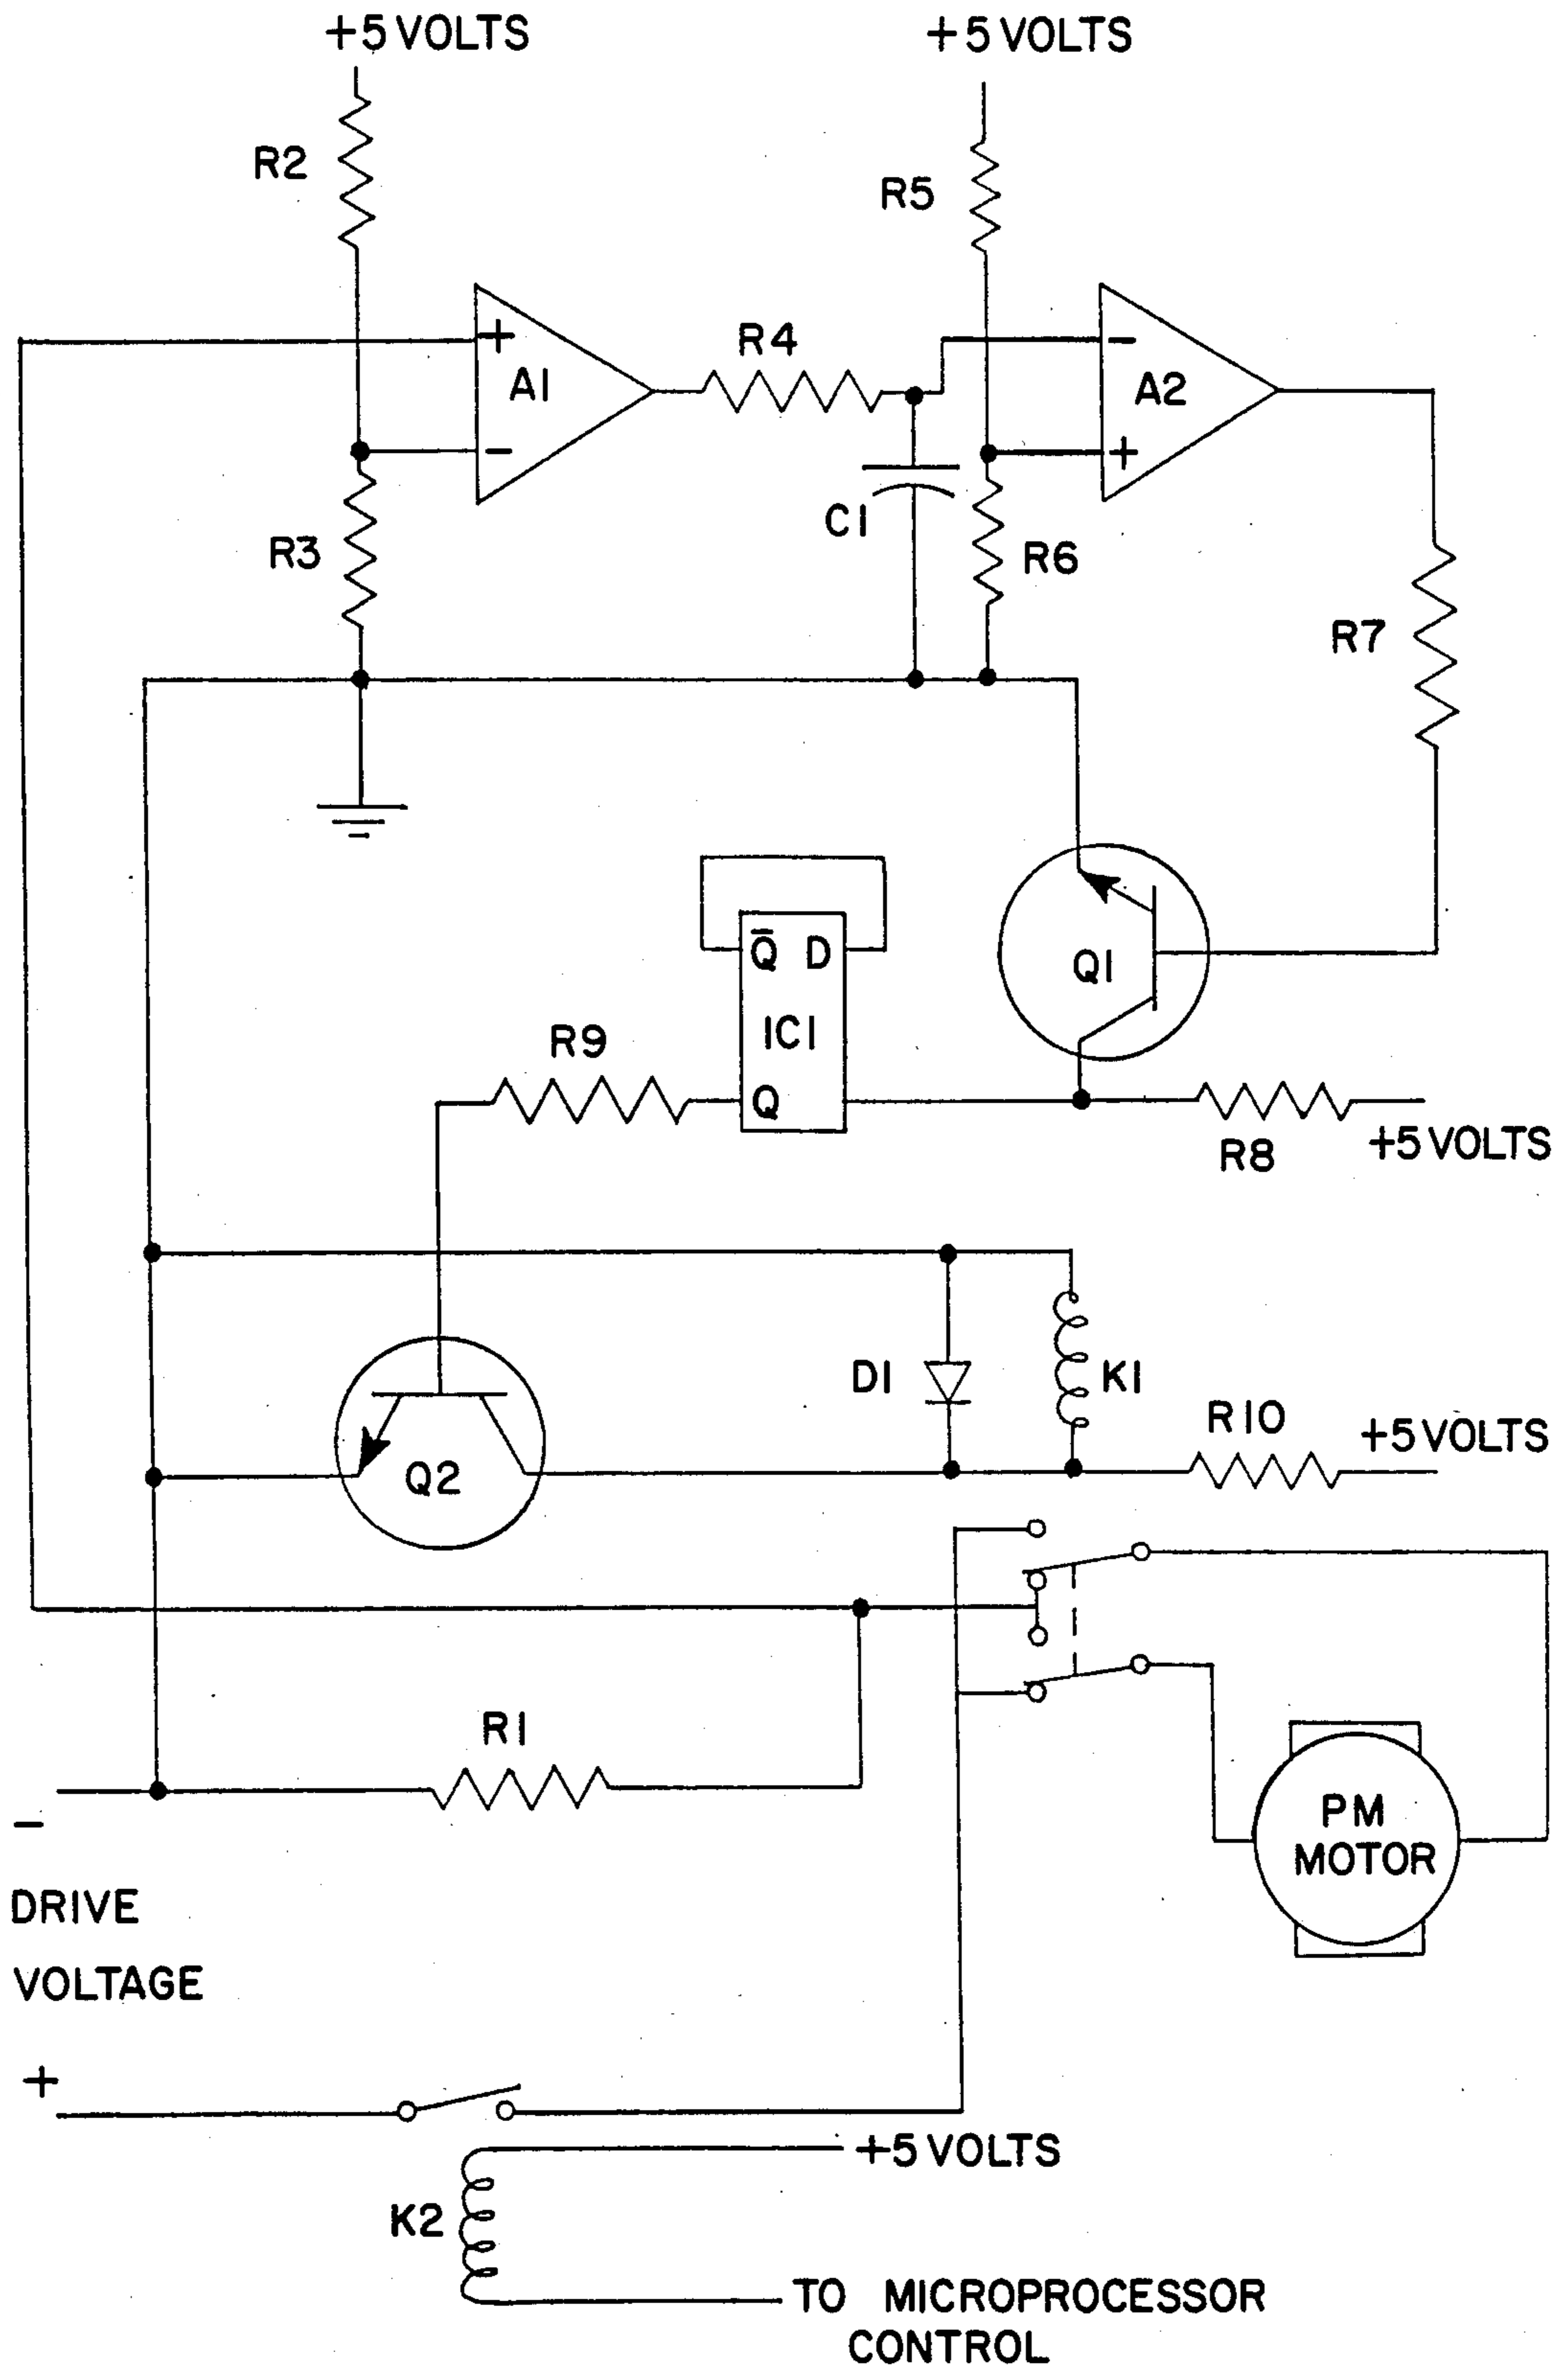 +5 VOLTS
+5 VOLTS
R2
R5
+
A1
-
R4
-
A2
+
C1
R3
R6
R7
Q̅ D
Q1
IC1
R9
Q
R8
+5 VOLTS
D1
K1
R10
+5 VOLTS
Q2
R1
-
PM
MOTOR
DRIVE
VOLTAGE
+
+5 VOLTS
K2
TO MICROPROCESSOR
CONTROL